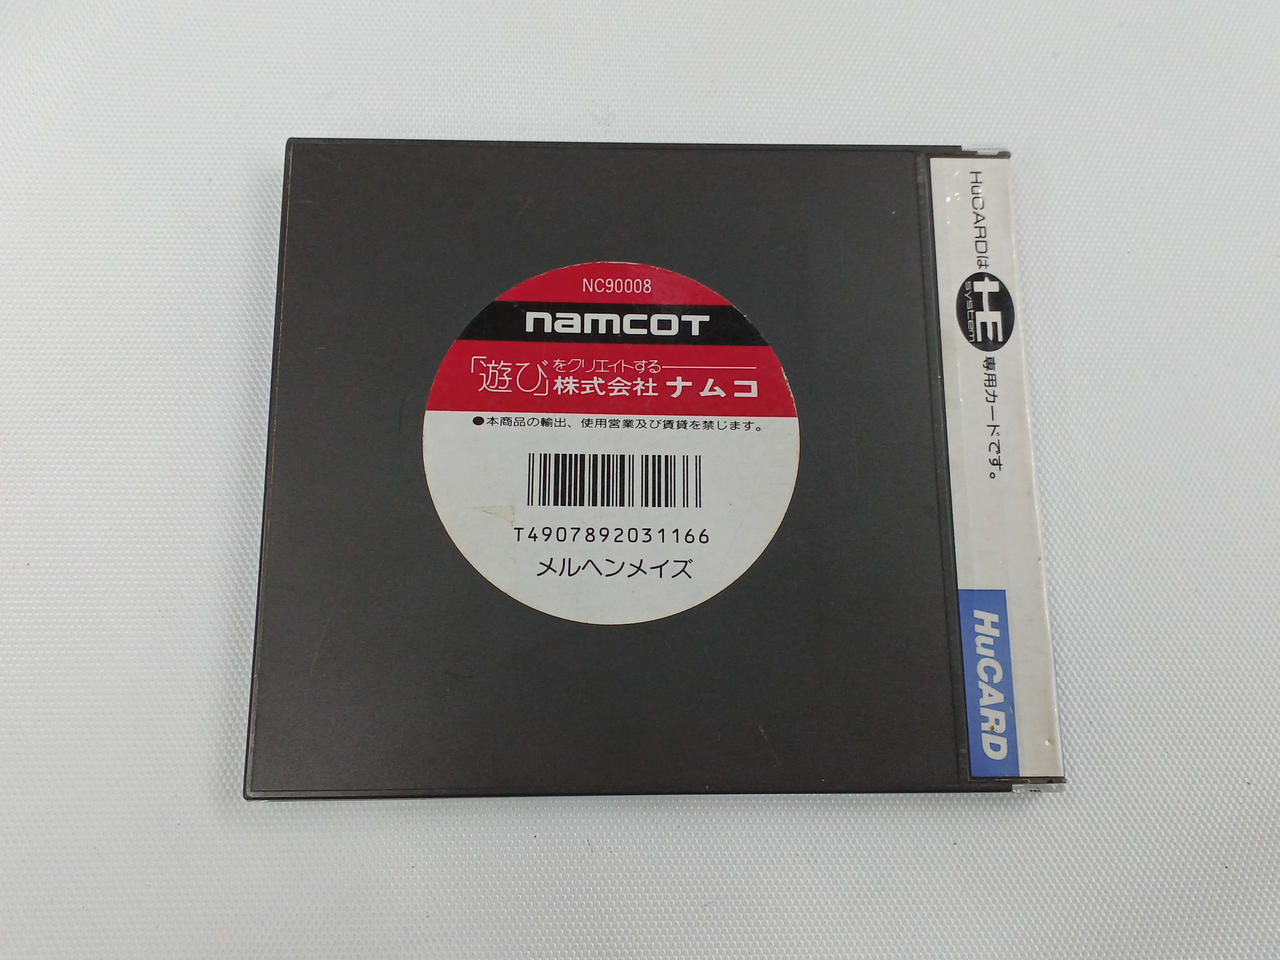 NC90008
namcot
「遊び」をクリエイトする
株式会社 ナムコ
●本商品の輸出、使用営業及び賃貸を禁じます。
T4907892031166
メルヘンメイズ
HuCARDは HE system 専用カードです。
HuCARD